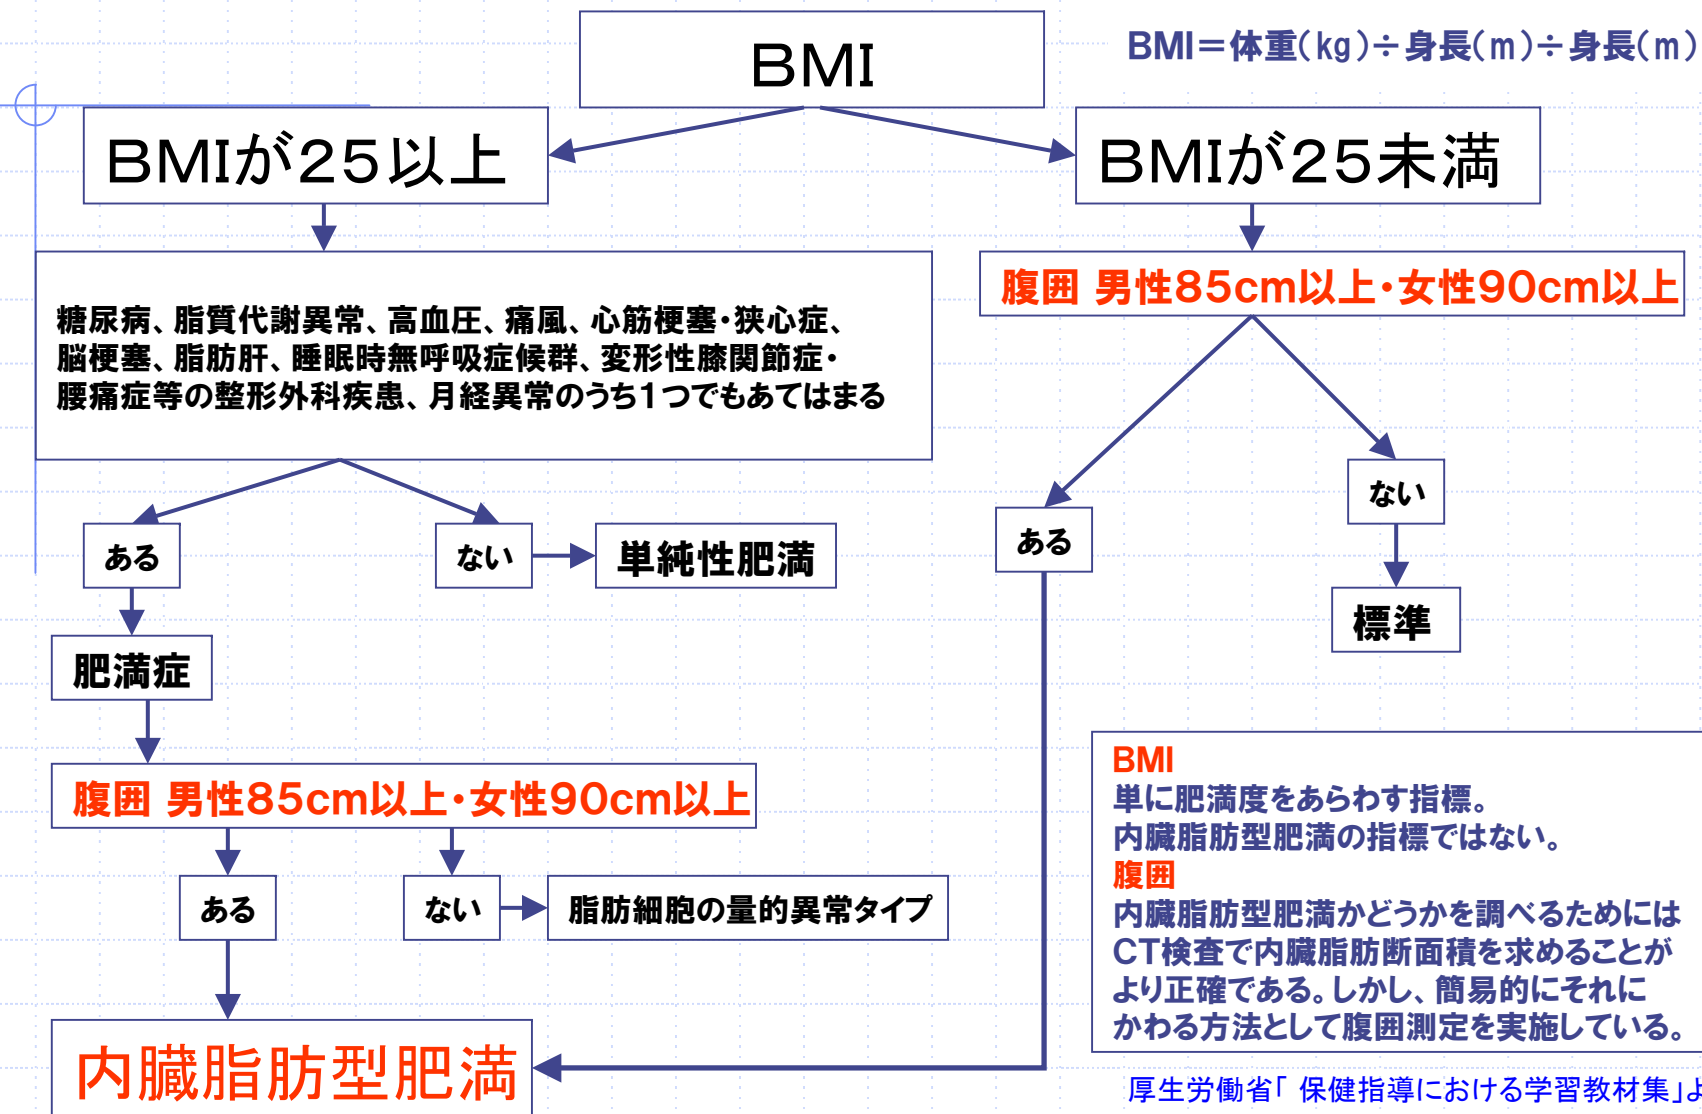 BMI
BMI＝体重(kg)÷身長(m)÷身長(m)
BMIが25以上
BMIが25未満
糖尿病、脂質代謝異常、高血圧、痛風、心筋梗塞・狭心症、
脳梗塞、脂肪肝、睡眠時無呼吸症候群、変形性膝関節症・
腰痛症等の整形外科疾患、月経異常のうち1つでもあてはまる
腹囲 男性85cm以上・女性90cm以上
ある
ない
単純性肥満
ある
ない
標準
肥満症
腹囲 男性85cm以上・女性90cm以上
ある
ない
脂肪細胞の量的異常タイプ
内臓脂肪型肥満
BMI
単に肥満度をあらわす指標。
内臓脂肪型肥満の指標ではない。
腹囲
内臓脂肪型肥満かどうかを調べるためには
CT検査で内臓脂肪断面積を求めることが
より正確である。しかし、簡易的にそれに
かわる方法として腹囲測定を実施している。
厚生労働省「 保健指導における学習教材集」よ